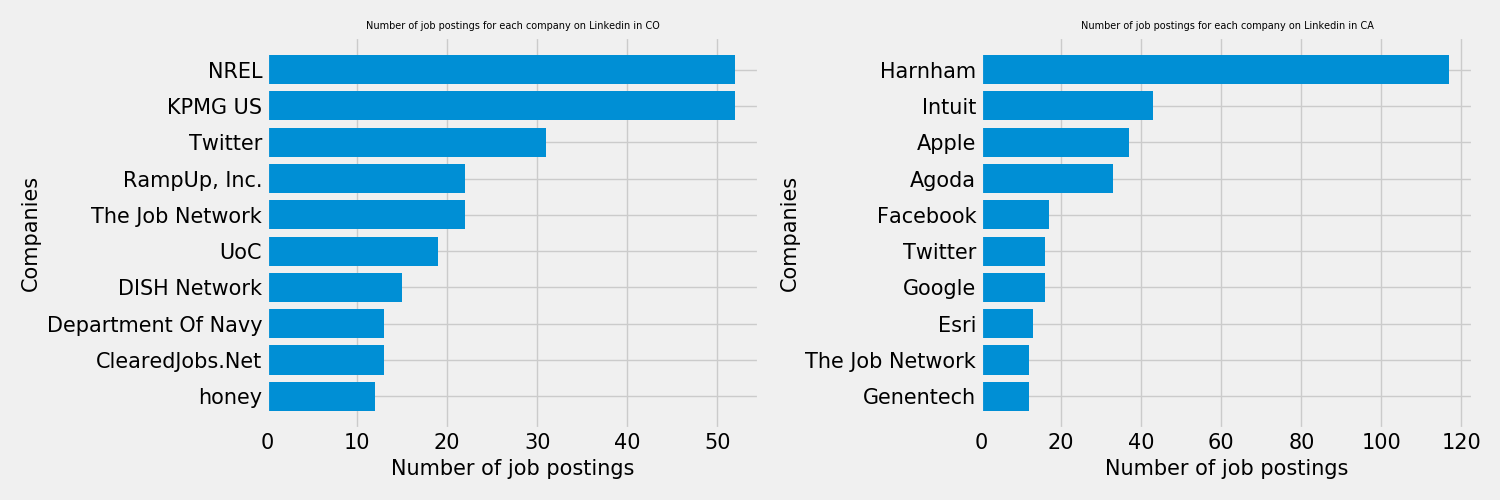 Number of job postings for each company on Linkedin in CO
NREL
KPMG US
Twitter
RampUp, Inc.
The Job Network
UoC
DISH Network
Department Of Navy
ClearedJobs.Net
honey
Companies
0 10 20 30 40 50
Number of job postings
Number of job postings for each company on Linkedin in CA
Harnham
Intuit
Apple
Agoda
Facebook
Twitter
Google
Esri
The Job Network
Genentech
Companies
0 20 40 60 80 100 120
Number of job postings